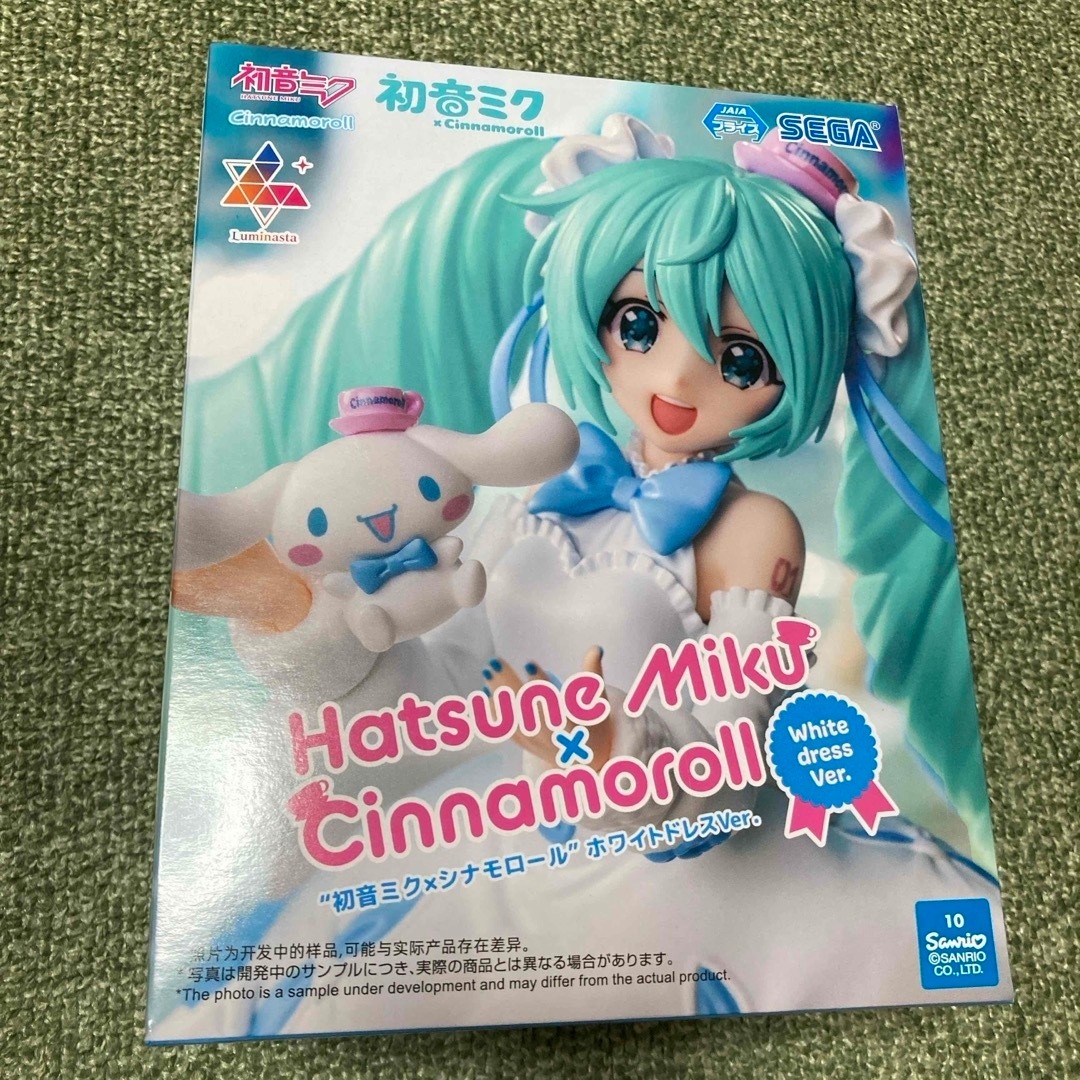 初音ミク
HATSUNE MIKU
Cinnamoroll
Luminasta
初音ミク
×Cinnamoroll
JAIA
プライズ
SEGA®
Cinnamoroll
01
Hatsune Miku
×
Cinnamoroll
White
dress
Ver.
“初音ミク×シナモロール” ホワイトドレスVer.
照片为开发中的样品,可能与实际产品存在差异。
*写真は開発中のサンプルにつき、実際の商品とは異なる場合があります。
*The photo is a sample under development and may differ from the actual product.
10
Sanrio
©SANRIO
CO.,LTD.